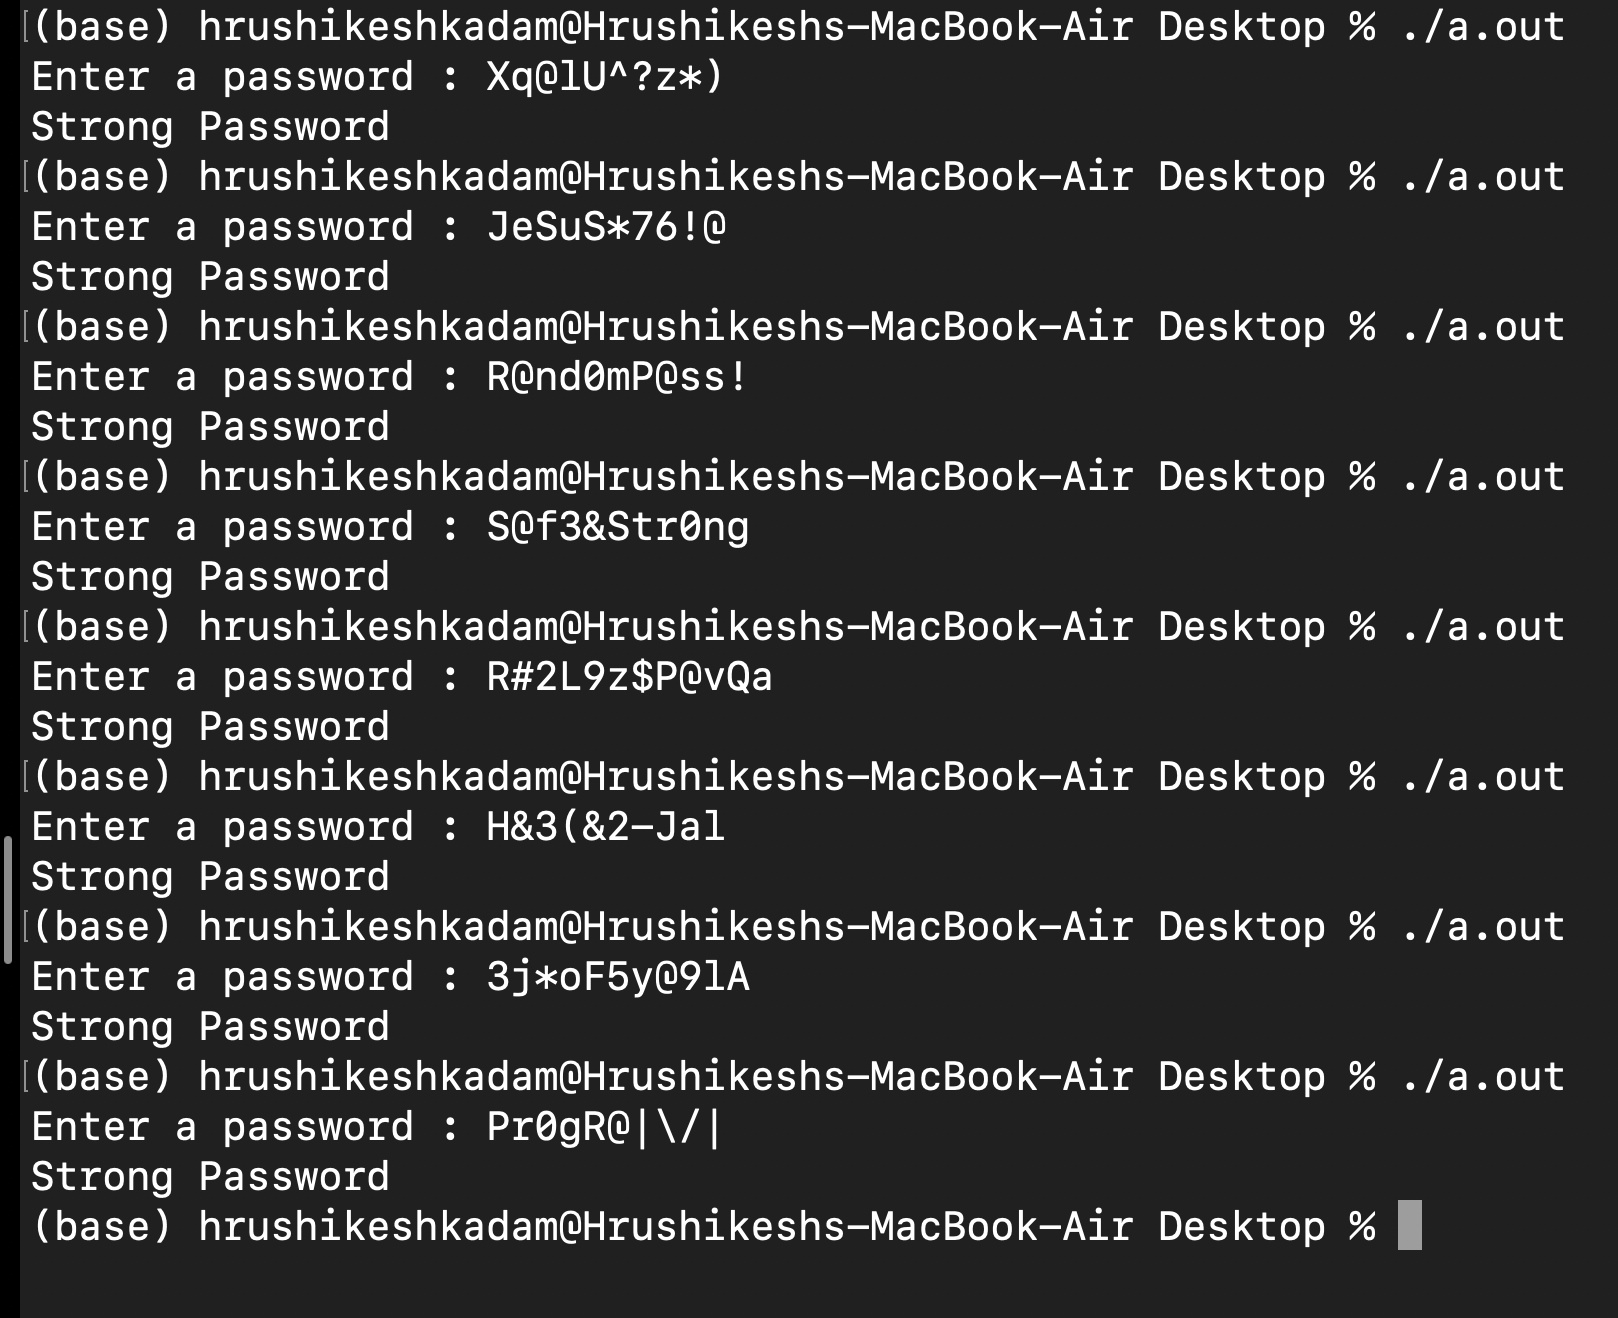 (base) hrushikeshkadam@Hrushikeshs-MacBook-Air Desktop % ./a.out
Enter a password : Xq@lU^?z*)
Strong Password
(base) hrushikeshkadam@Hrushikeshs-MacBook-Air Desktop % ./a.out
Enter a password : JeSuS*76!@
Strong Password
(base) hrushikeshkadam@Hrushikeshs-MacBook-Air Desktop % ./a.out
Enter a password : R@nd0mP@ss!
Strong Password
(base) hrushikeshkadam@Hrushikeshs-MacBook-Air Desktop % ./a.out
Enter a password : S@f3&Str0ng
Strong Password
(base) hrushikeshkadam@Hrushikeshs-MacBook-Air Desktop % ./a.out
Enter a password : R#2L9z$P@vQa
Strong Password
(base) hrushikeshkadam@Hrushikeshs-MacBook-Air Desktop % ./a.out
Enter a password : H&3(&2-Jal
Strong Password
(base) hrushikeshkadam@Hrushikeshs-MacBook-Air Desktop % ./a.out
Enter a password : 3j*oF5y@9lA
Strong Password
(base) hrushikeshkadam@Hrushikeshs-MacBook-Air Desktop % ./a.out
Enter a password : Pr0gR@|\/|
Strong Password
(base) hrushikeshkadam@Hrushikeshs-MacBook-Air Desktop %